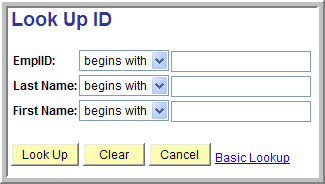 Look Up ID
EmplID: begins with
Last Name: begins with
First Name: begins with
Look Up Clear Cancel Basic Lookup